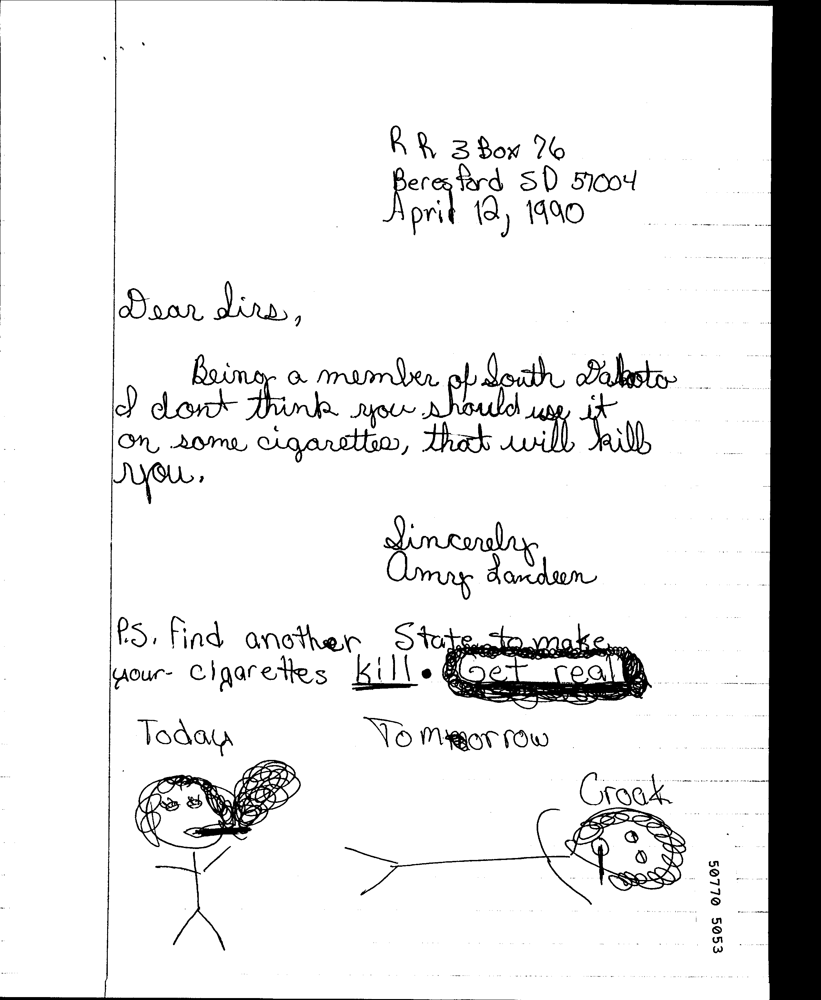 R R 3 Box 76
Beresford SD 57004
April 12, 1990
Dear Sirs,
Being a member of South Dakota
I dont think you should use it
on some cigarettes, that will kill
you.
Sincerely
Amy Landeen
P.S. Find another State to make
your cigarettes kill. Get real
Today
Tomorrow
Croak
50770 5053